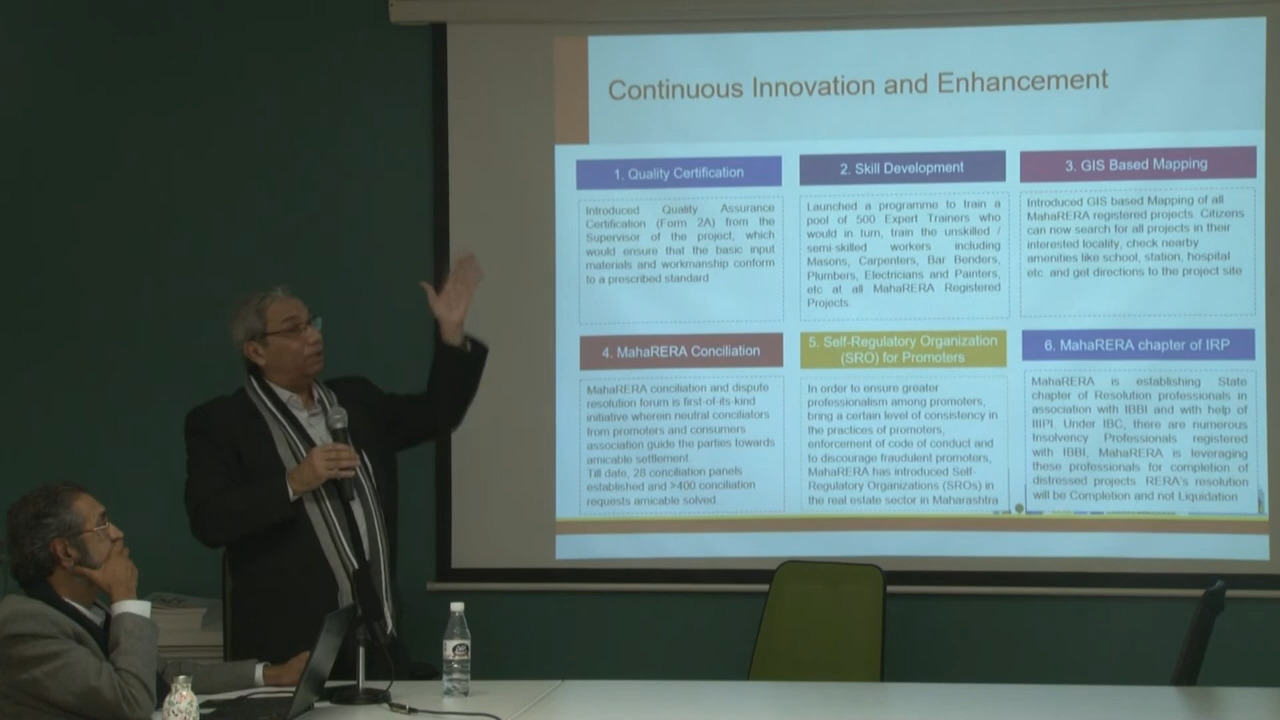 Continuous Innovation and Enhancement
1. Quality Certification
Introduced Quality Assurance
Certification (Form 2A) from the
Supervisor of the project, which
would ensure that the basic input
materials and workmanship conform
to a prescribed standard
2. Skill Development
Launched a programme to train a
pool of 500 Expert Trainers who
would in turn, train the unskilled /
semi-skilled workers including
Masons, Carpenters, Bar Benders,
Plumbers, Electricians and Painters,
etc at all MahaRERA Registered
Projects.
3. GIS Based Mapping
Introduced GIS based Mapping of all
MahaRERA registered projects. Citizens
can now search for all projects in their
interested locality, check nearby
amenities like school, station, hospital
etc. and get directions to the project site
4. MahaRERA Conciliation
MahaRERA conciliation and dispute
resolution forum is first-of-its-kind
initiative wherein neutral conciliators
from promoters and consumers
association guide the parties towards
amicable settlement.
Till date, 28 conciliation panels
established and >400 conciliation
requests amicable solved.
5. Self-Regulatory Organization
(SRO) for Promoters
In order to ensure greater
professionalism among promoters,
bring a certain level of consistency in
the practices of promoters,
enforcement of code of conduct and
to discourage fraudulent promoters,
MahaRERA has introduced Self-
Regulatory Organizations (SROs) in
the real estate sector in Maharashtra
6. MahaRERA chapter of IRP
MahaRERA is establishing State
chapter of Resolution professionals in
association with IBBI and with help of
IIIPI. Under IBC, there are numerous
Insolvency Professionals registered
with IBBI, MahaRERA is leveraging
these professionals for completion of
distressed projects. RERA's resolution
will be Completion and not Liquidation